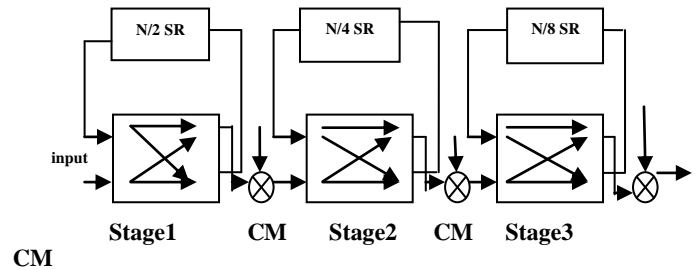 N/2 SR N/4 SR N/8 SR
input
Stage1 CM Stage2 CM Stage3
CM